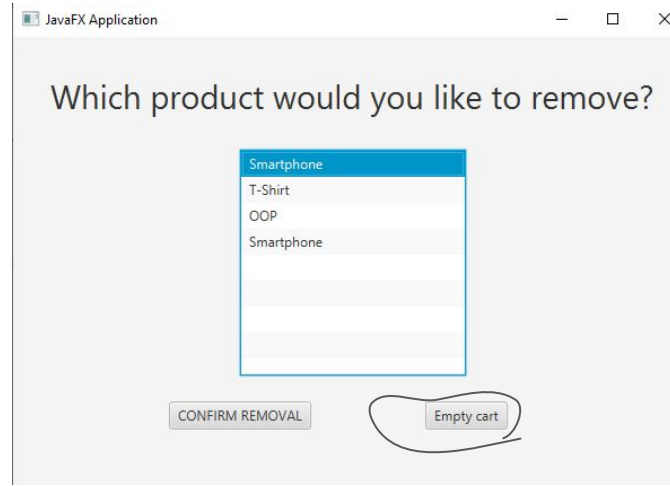 JavaFX Application
Which product would you like to remove?
Smartphone
T-Shirt
OOP
Smartphone
CONFIRM REMOVAL
Empty cart